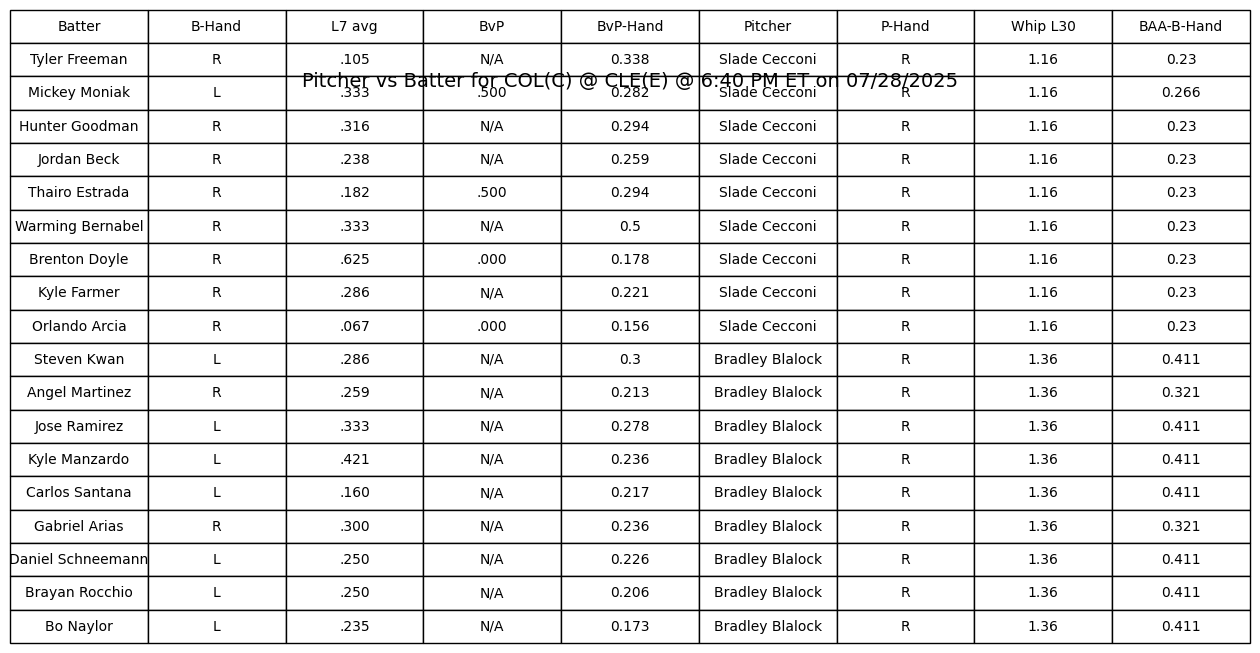 Batter B-Hand L7 avg BvP BvP-Hand Pitcher P-Hand Whip L30 BAA-B-Hand
Tyler Freeman R .105 N/A 0.338 Slade Cecconi R 1.16 0.23
Pitcher vs Batter for COL(C) @ CLE(E) @ 6:40 PM ET on 07/28/2025
Mickey Moniak L .333 .500 0.282 Slade Cecconi R 1.16 0.266
Hunter Goodman R .316 N/A 0.294 Slade Cecconi R 1.16 0.23
Jordan Beck R .238 N/A 0.259 Slade Cecconi R 1.16 0.23
Thairo Estrada R .182 .500 0.294 Slade Cecconi R 1.16 0.23
Warming Bernabel R .333 N/A 0.5 Slade Cecconi R 1.16 0.23
Brenton Doyle R .625 .000 0.178 Slade Cecconi R 1.16 0.23
Kyle Farmer R .286 N/A 0.221 Slade Cecconi R 1.16 0.23
Orlando Arcia R .067 .000 0.156 Slade Cecconi R 1.16 0.23
Steven Kwan L .286 N/A 0.3 Bradley Blalock R 1.36 0.411
Angel Martinez R .259 N/A 0.213 Bradley Blalock R 1.36 0.321
Jose Ramirez L .333 N/A 0.278 Bradley Blalock R 1.36 0.411
Kyle Manzardo L .421 N/A 0.236 Bradley Blalock R 1.36 0.411
Carlos Santana L .160 N/A 0.217 Bradley Blalock R 1.36 0.411
Gabriel Arias R .300 N/A 0.236 Bradley Blalock R 1.36 0.321
Daniel Schneemann L .250 N/A 0.226 Bradley Blalock R 1.36 0.411
Brayan Rocchio L .250 N/A 0.206 Bradley Blalock R 1.36 0.411
Bo Naylor L .235 N/A 0.173 Bradley Blalock R 1.36 0.411